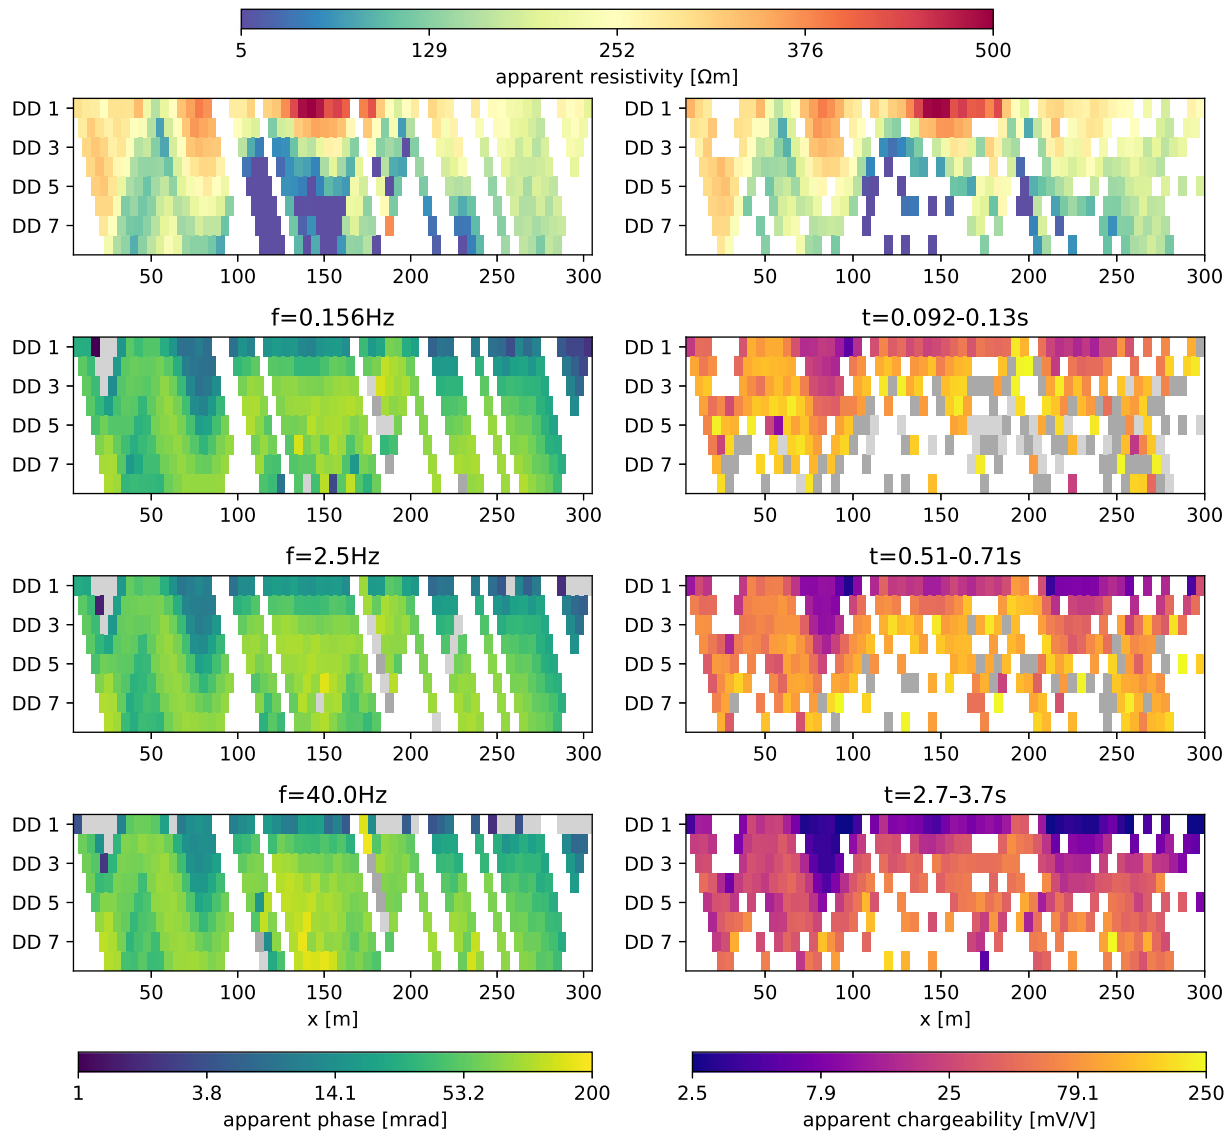 5 129 252 376 500
apparent resistivity [Ωm]
DD 1
DD 3
DD 5
DD 7
50 100 150 200 250 300
50 100 150 200 250 300
f=0.156Hz t=0.092-0.13s
DD 1 DD 1
DD 3 DD 3
DD 5 DD 5
DD 7 DD 7
50 100 150 200 250 300 50 100 150 200 250 300
f=2.5Hz t=0.51-0.71s
DD 1 DD 1
DD 3 DD 3
DD 5 DD 5
DD 7 DD 7
50 100 150 200 250 300 50 100 150 200 250 300
f=40.0Hz t=2.7-3.7s
DD 1 DD 1
DD 3 DD 3
DD 5 DD 5
DD 7 DD 7
50 100 150 200 250 300 50 100 150 200 250 300
x [m] x [m]
1 3.8 14.1 53.2 200 2.5 7.9 25 79.1 250
apparent phase [mrad] apparent chargeability [mV/V]